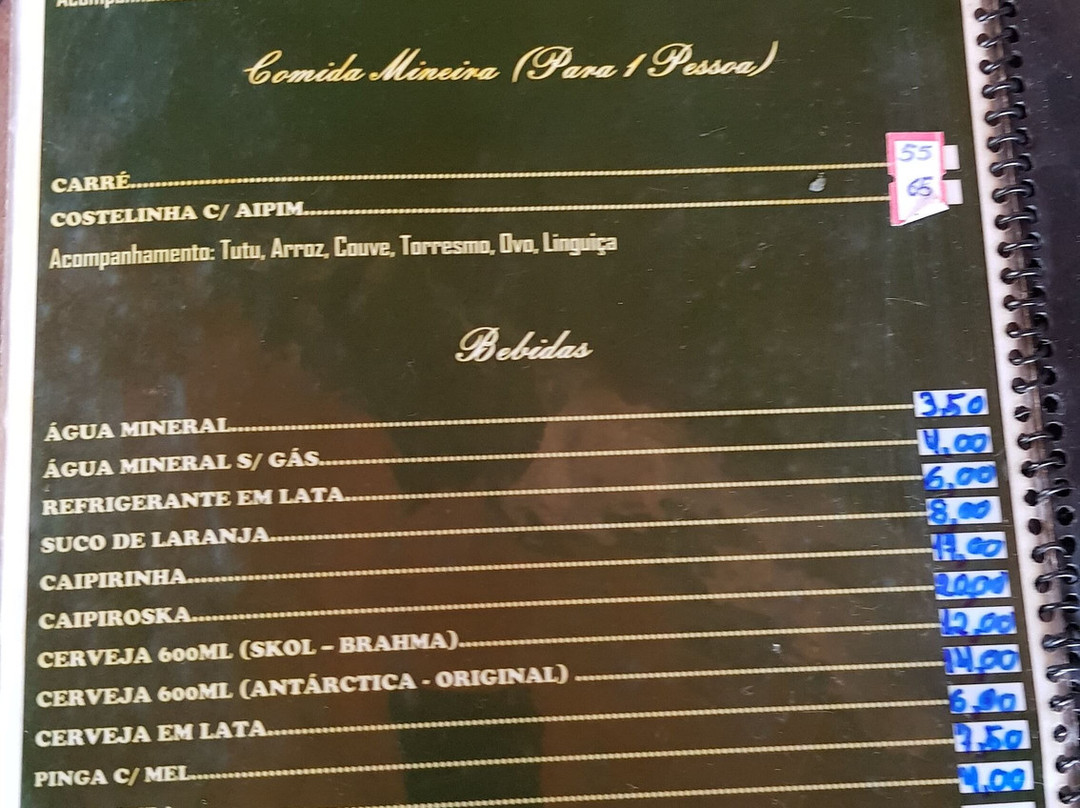 Comida Mineira (Para 1 Pessoa)
CARRÉ 55
COSTELINHA C/ AIPIM 65
Acompanhamento: Tutu, Arroz, Couve, Torresmo, Ovo, Linguiça
Bebidas
ÁGUA MINERAL 3,50
ÁGUA MINERAL S/ GÁS 4,00
REFRIGERANTE EM LATA 6,00
SUCO DE LARANJA 8,00
CAIPIRINHA 17,00
CAIPIROSKA 20,00
CERVEJA 600ML (SKOL – BRAHMA) 12,00
CERVEJA 600ML (ANTÁRCTICA - ORIGINAL) 14,00
CERVEJA EM LATA 6,00
PINGA C/ MEL 7,50
4,00